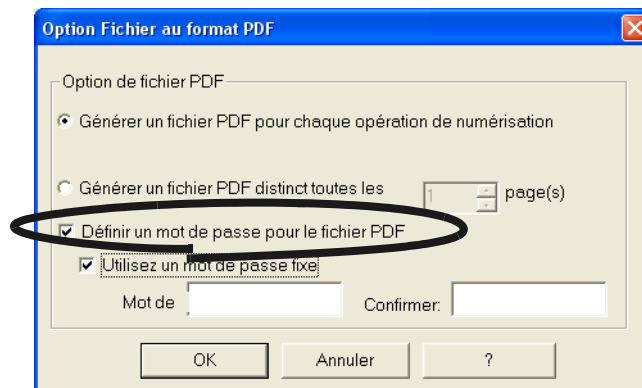 Option Fichier au format PDF
Option de fichier PDF
Générer un fichier PDF pour chaque opération de numérisation
Générer un fichier PDF distinct toutes les 1 page(s)
Définir un mot de passe pour le fichier PDF
Utilisez un mot de passe fixe
Mot de Confirmer:
OK Annuler ?